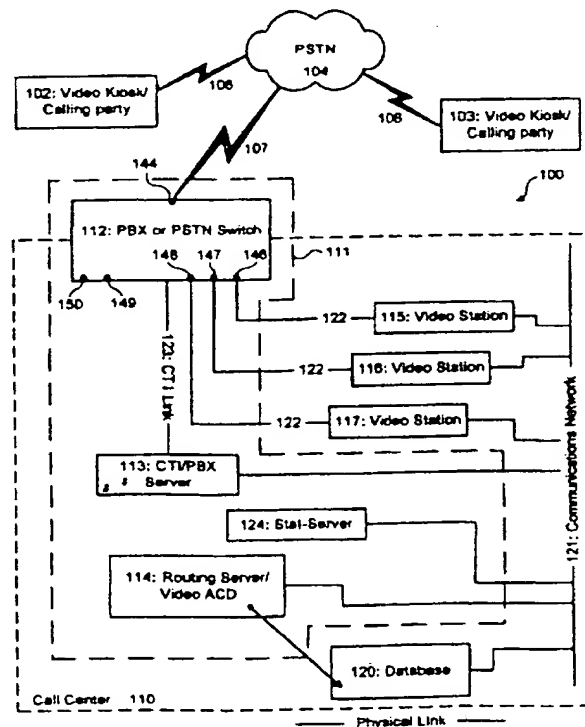 PSTN
104
102: Video Kiosk/
Calling party
106
103: Video Kiosk/
Calling party
106
107
144
100
112: PBX or PSTN Switch
111
148
147
146
150
149
122
115: Video Station
122
116: Video Station
123: CTI Link
122
117: Video Station
113: CTI/PBX
Server
121: Communications Network
124: Stat-Server
114: Routing Server/
Video ACD
120: Database
Call Center 110
Physical Link